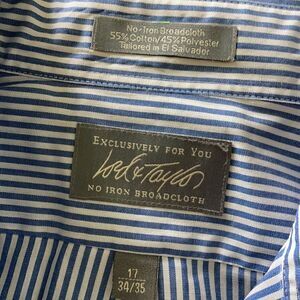 No-Iron Broadcloth
55% Cotton/45% Polyester
Tailored in El Salvador
EXCLUSIVELY FOR YOU
Lord & Taylor
NO IRON BROADCLOTH
17
34/35